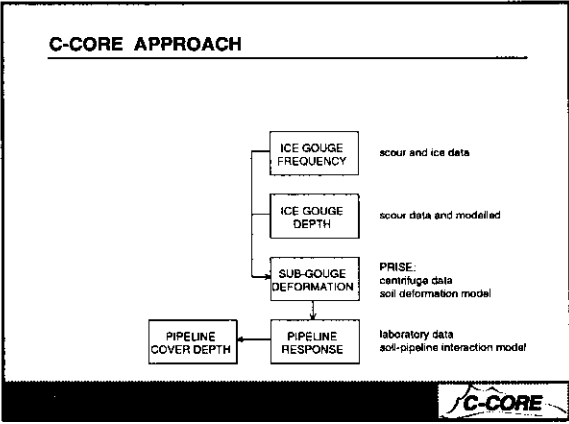 C-CORE APPROACH
ICE GOUGE
FREQUENCY
scour and ice data
ICE GOUGE
DEPTH
scour data and modelled
SUB-GOUGE
DEFORMATION
PRISE:
centrifuge data
soil deformation model
PIPELINE
COVER DEPTH
PIPELINE
RESPONSE
laboratory data
soil-pipeline interaction model
C-CORE